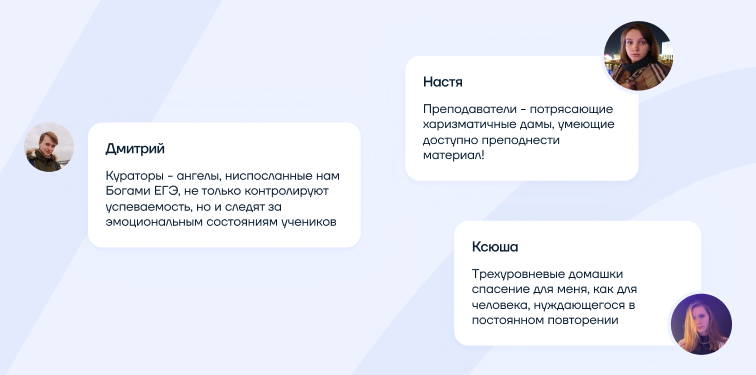 Настя
Преподаватели - потрясающие
харизматичные дамы, умеющие
доступно преподнести
материал!
Дмитрий
Кураторы - ангелы, ниспосланные нам
Богами ЕГЭ, не только контролируют
успеваемость, но и следят за
эмоциональным состояниям учеников
Ксюша
Трехуровневые домашки
спасение для меня, как для
человека, нуждающегося в
постоянном повторении